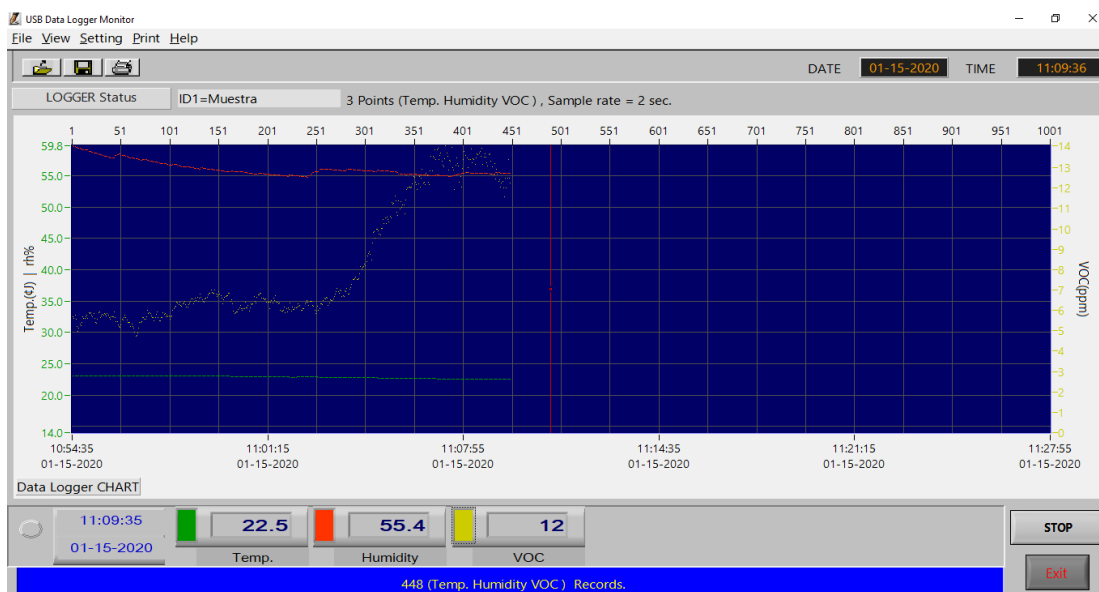 USB Data Logger Monitor
File View Setting Print Help
DATE 01-15-2020 TIME 11:09:36
LOGGER Status ID1=Muestra 3 Points (Temp. Humidity VOC ) , Sample rate = 2 sec.
1 51 101 151 201 251 301 351 401 451 501 551 601 651 701 751 801 851 901 951 1001
59.8
55.0
50.0
45.0
40.0
35.0
30.0
25.0
20.0
14.0
Temp.(¢J) | rh%
14
13
12
11
10
9
8
7
6
5
4
3
2
1
0
VOC(ppm)
10:54:35 11:01:15 11:07:55 11:14:35 11:21:15 11:27:55
01-15-2020 01-15-2020 01-15-2020 01-15-2020 01-15-2020 01-15-2020
Data Logger CHART
11:09:35
01-15-2020
22.5 55.4 12
Temp. Humidity VOC
STOP
Exit
448 (Temp. Humidity VOC ) Records.